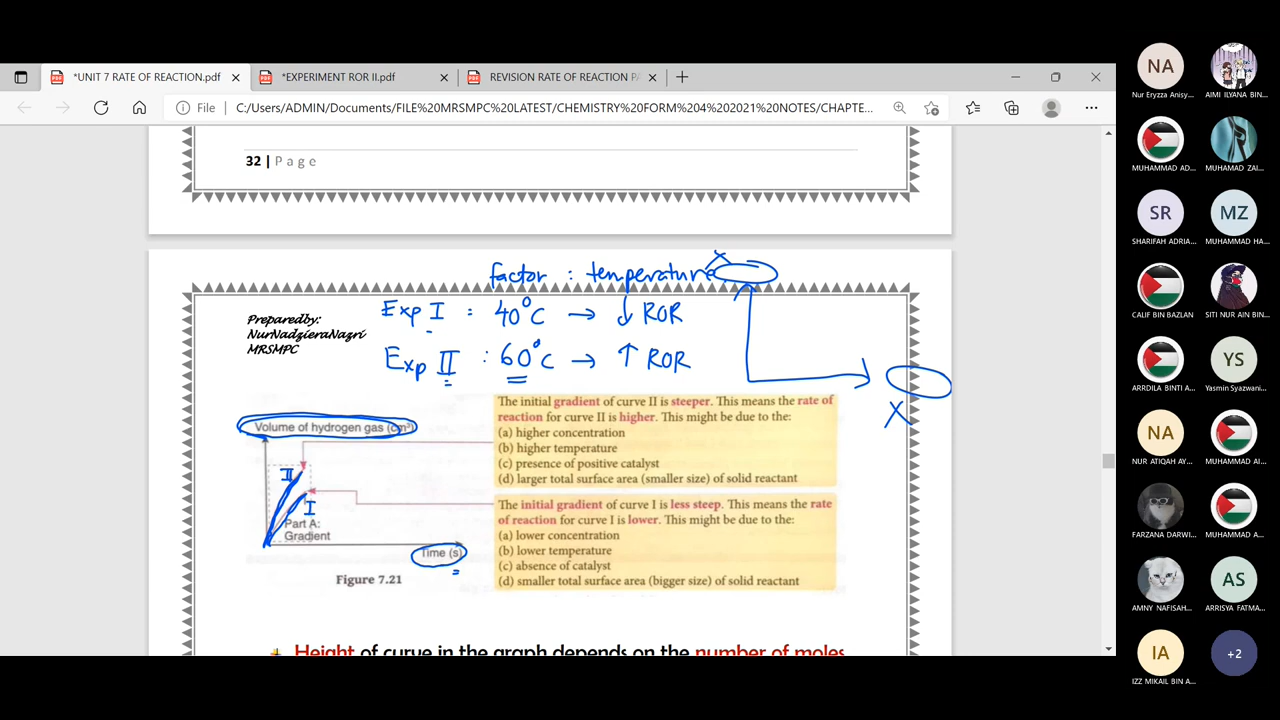 *UNIT 7 RATE OF REACTION.pdf
*EXPERIMENT ROR II.pdf
REVISION RATE OF REACTION PA
File
C:/Users/ADMIN/Documents/FILE%20MRSMPC%20LATEST/CHEMISTRY%20FORM%204%202021%20NOTES/CHAPTE...
32 | Page
factor : temperature
Exp I : 40°C → ↓ ROR
Exp II : 60°C → ↑ ROR
X
X
Preparedby:
NurNadzieraNazri
MRSMPC
Volume of hydrogen gas (cm³)
II
I
Part A:
Gradient
Time (s)
Figure 7.21
The initial gradient of curve II is steeper. This means the rate of
reaction for curve II is higher. This might be due to the:
(a) higher concentration
(b) higher temperature
(c) presence of positive catalyst
(d) larger total surface area (smaller size) of solid reactant
The initial gradient of curve I is less steep. This means the rate
of reaction for curve I is lower. This might be due to the:
(a) lower concentration
(b) lower temperature
(c) absence of catalyst
(d) smaller total surface area (bigger size) of solid reactant
Height of curve in the graph depends on the number of moles
NA
Nur Eryzza Anisy...
AIMI ILYANA BIN...
MUHAMMAD AD...
MUHAMAD ZAI...
SR
SHARIFAH ADRIA...
MZ
MUHAMMAD HA...
CALIF BIN BAZLAN
SITI NUR AIN BIN...
ARRDILA BINTI A...
YS
Yasmin Syazwani...
NA
NUR ATIQAH AY...
MUHAMMAD AI...
FARZANA DARWI...
MUHAMMAD A...
AMNY NAFISAH...
AS
ARRISYA FATMA...
IA
IZZ MIKAIL BIN A...
+2